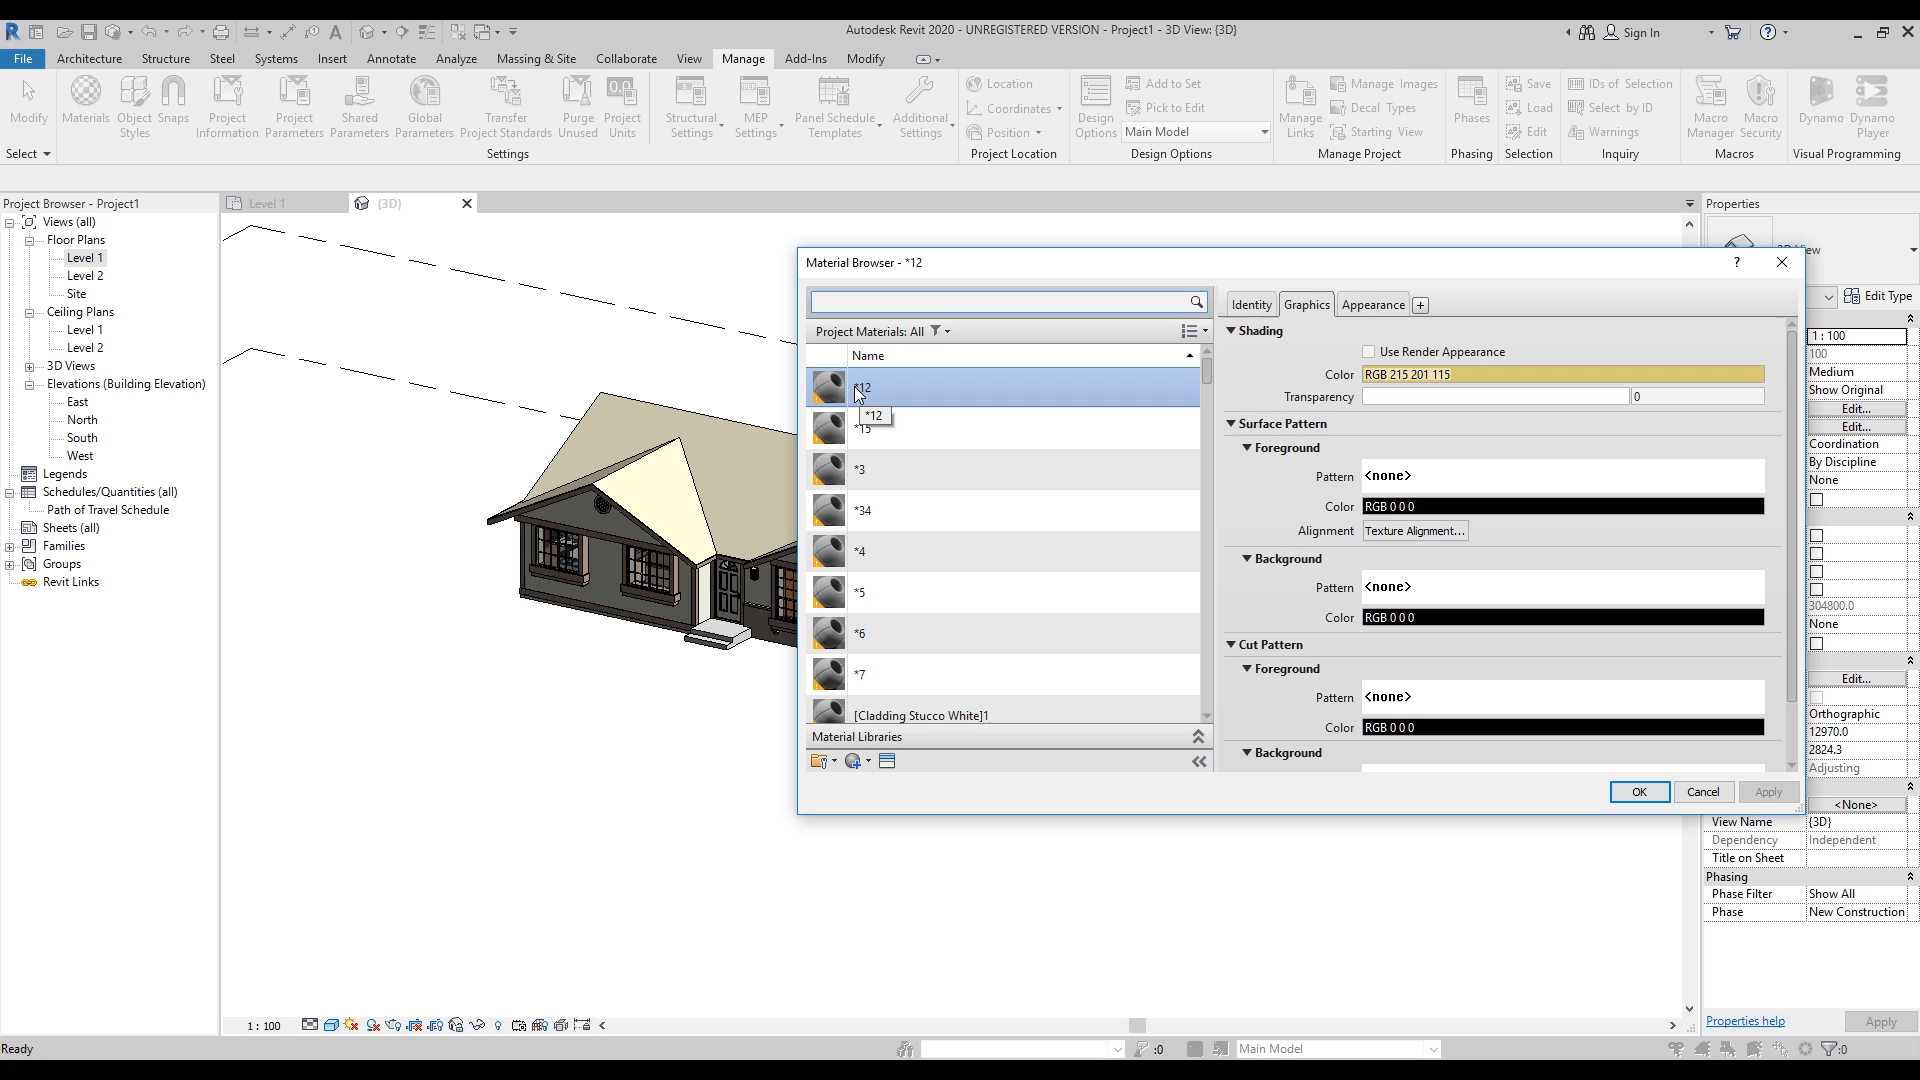 Autodesk Revit 2020 - UNREGISTERED VERSION - Project1 - 3D View: {3D}
Sign In
File Architecture Structure Steel Systems Insert Annotate Analyze Massing & Site Collaborate View Manage Add-Ins Modify
Modify
Materials
Object Styles
Snaps
Project Information
Project Parameters
Shared Parameters
Global Parameters
Transfer Project Standards
Purge Unused
Project Units
Structural Settings
MEP Settings
Panel Schedule Templates
Additional Settings
Location
Coordinates
Position
Design Options
Add to Set
Pick to Edit
Main Model
Manage Links
Manage Images
Decal Types
Starting View
Phases
Save
Load
Edit
IDs of Selection
Select by ID
Warnings
Macro Manager
Macro Security
Dynamo
Dynamo Player
Select Settings Project Location Design Options Manage Project Phasing Selection Inquiry Macros Visual Programming
Project Browser - Project1
Views (all)
Floor Plans
Level 1
Level 2
Site
Ceiling Plans
Level 1
Level 2
3D Views
Elevations (Building Elevation)
East
North
South
West
Legends
Schedules/Quantities (all)
Path of Travel Schedule
Sheets (all)
Families
Groups
Revit Links
Level 1
{3D}
Material Browser - *12
?
Project Materials: All
Name
*12
*12
*15
*3
*34
*4
*5
*6
*7
[Cladding Stucco White]1
Material Libraries
Identity Graphics Appearance +
Shading
Use Render Appearance
Color RGB 215 201 115
Transparency 0
Surface Pattern
Foreground
Pattern <none>
Color RGB 0 0 0
Alignment Texture Alignment...
Background
Pattern <none>
Color RGB 0 0 0
Cut Pattern
Foreground
Pattern <none>
Color RGB 0 0 0
Background
OK Cancel Apply
Properties
Edit Type
1 : 100
100
Medium
Show Original
Edit...
Edit...
Coordination
By Discipline
None
304800.0
None
Edit...
Orthographic
12970.0
2824.3
Adjusting
<None>
View Name {3D}
Dependency Independent
Title on Sheet
Phasing
Phase Filter Show All
Phase New Construction
Properties help
Apply
1 : 100
Ready
:0
Main Model
:0